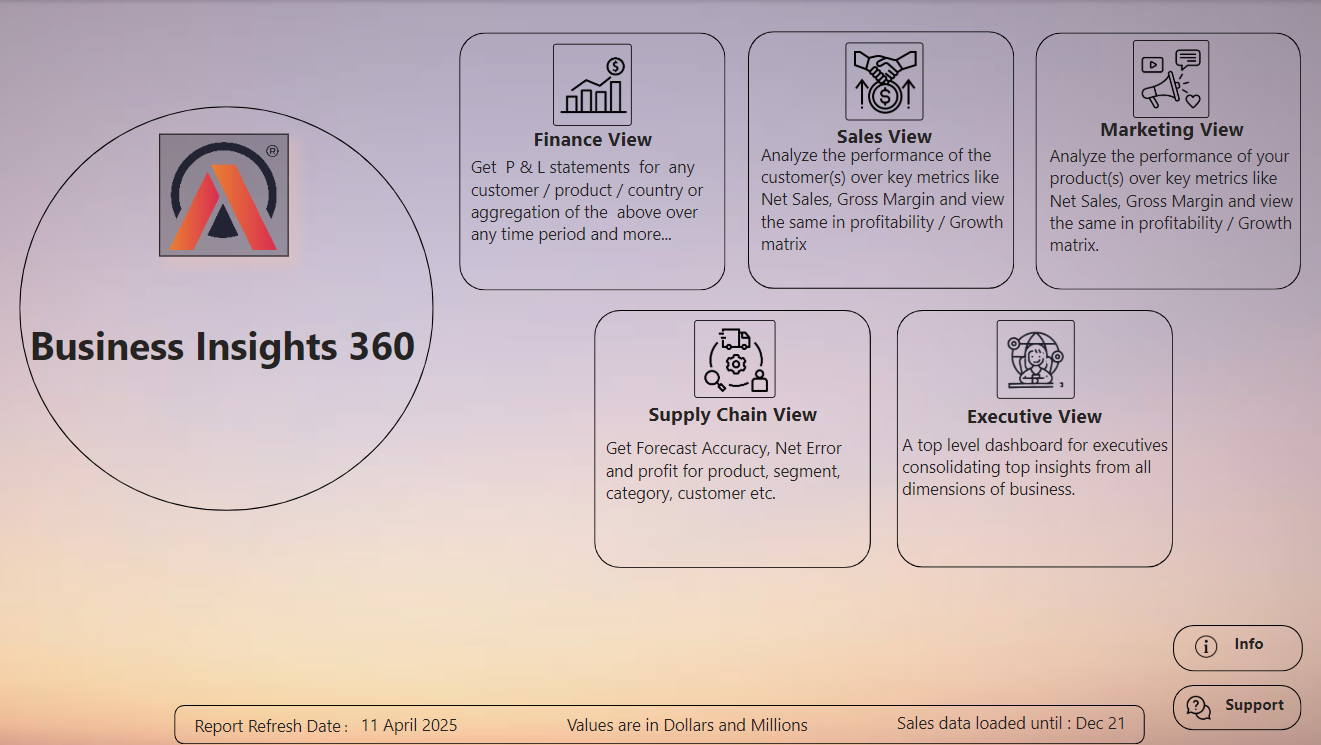 ®
Business Insights 360
Finance View
Get P & L statements for any
customer / product / country or
aggregation of the above over
any time period and more...
Sales View
Analyze the performance of the
customer(s) over key metrics like
Net Sales, Gross Margin and view
the same in profitability / Growth
matrix
Marketing View
Analyze the performance of your
product(s) over key metrics like
Net Sales, Gross Margin and view
the same in profitability / Growth
matrix.
Supply Chain View
Get Forecast Accuracy, Net Error
and profit for product, segment,
category, customer etc.
Executive View
A top level dashboard for executives
consolidating top insights from all
dimensions of business.
Info
Support
Report Refresh Date : 11 April 2025
Values are in Dollars and Millions
Sales data loaded until : Dec 21